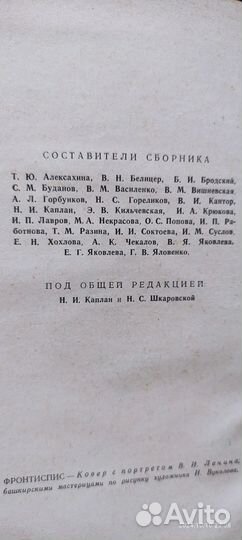 СОСТАВИТЕЛИ СБОРНИКА
Т. Ю. Алексахина, В. Н. Белицер, Б. И. Бродский,
С. М. Буданов, В. М. Василенко, В. М. Вишневская,
А. Л. Горбунков, Н. С. Гореликов, В. И. Кантор,
Н. И. Каплан, Э. В. Кильчевская, И. А. Крюкова,
И. П. Лавров, М. А. Некрасова, О. С. Попова, И. П. Ра-
ботнова, Т. М. Разина, И. И. Соктоева, И. М. Суслов,
Е. Н. Хохлова, А. К. Чекалов, В. Я. Яковлева,
Е. Г. Яковлева, Г. В. Яловенко.
ПОД ОБЩЕЙ РЕДАКЦИЕЙ
Н. И. Каплан и Н. С. Шкаровской
ФРОНТИСПИС — Ковер с портретом В. И. Ленина,
башкирскими мастерицами по рисунку художника И. Вуколова.
Avito